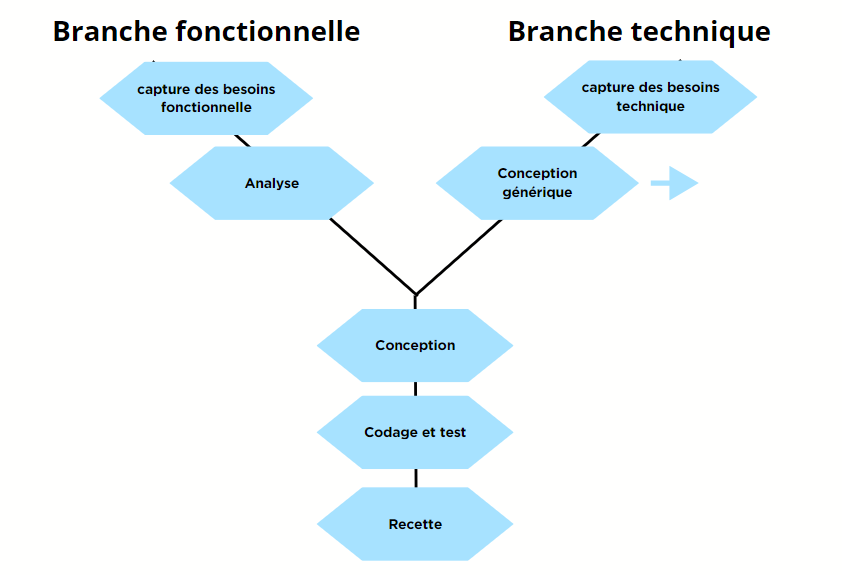 Branche fonctionnelle
Branche technique
capture des besoins
fonctionnelle
capture des besoins
technique
Analyse
Conception
générique
Conception
Codage et test
Recette